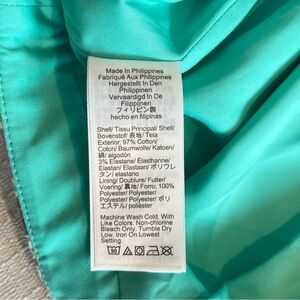 Made In Philippines
Fabriqué Aux Philippines
Hergestellt In Den
Philippinen
Vervaardigd In De
Filippijnen
フィリピン製
hecho en filipinas
Shell/ Tissu Principal/ Shell/
Bovenstof/ 表地/ Tela
Exterior: 97% Cotton/
Coton/ Baumwolle/ Katoen/
綿/ algodón
3% Elastane/ Elasthanne/
Elastan/ Elastaan/ ポリウレ
タン/ elastano
Lining/ Doublure/ Futter/
Voering/ 裏地/ Forro: 100%
Polyester/ Polyester/
Polyester/ Polyester/ ポリ
エステル/ poliéster
Machine Wash Cold. With
Like Colors. Non-chlorine
Bleach Only. Tumble Dry
Low. Iron On Lowest
Setting.
30